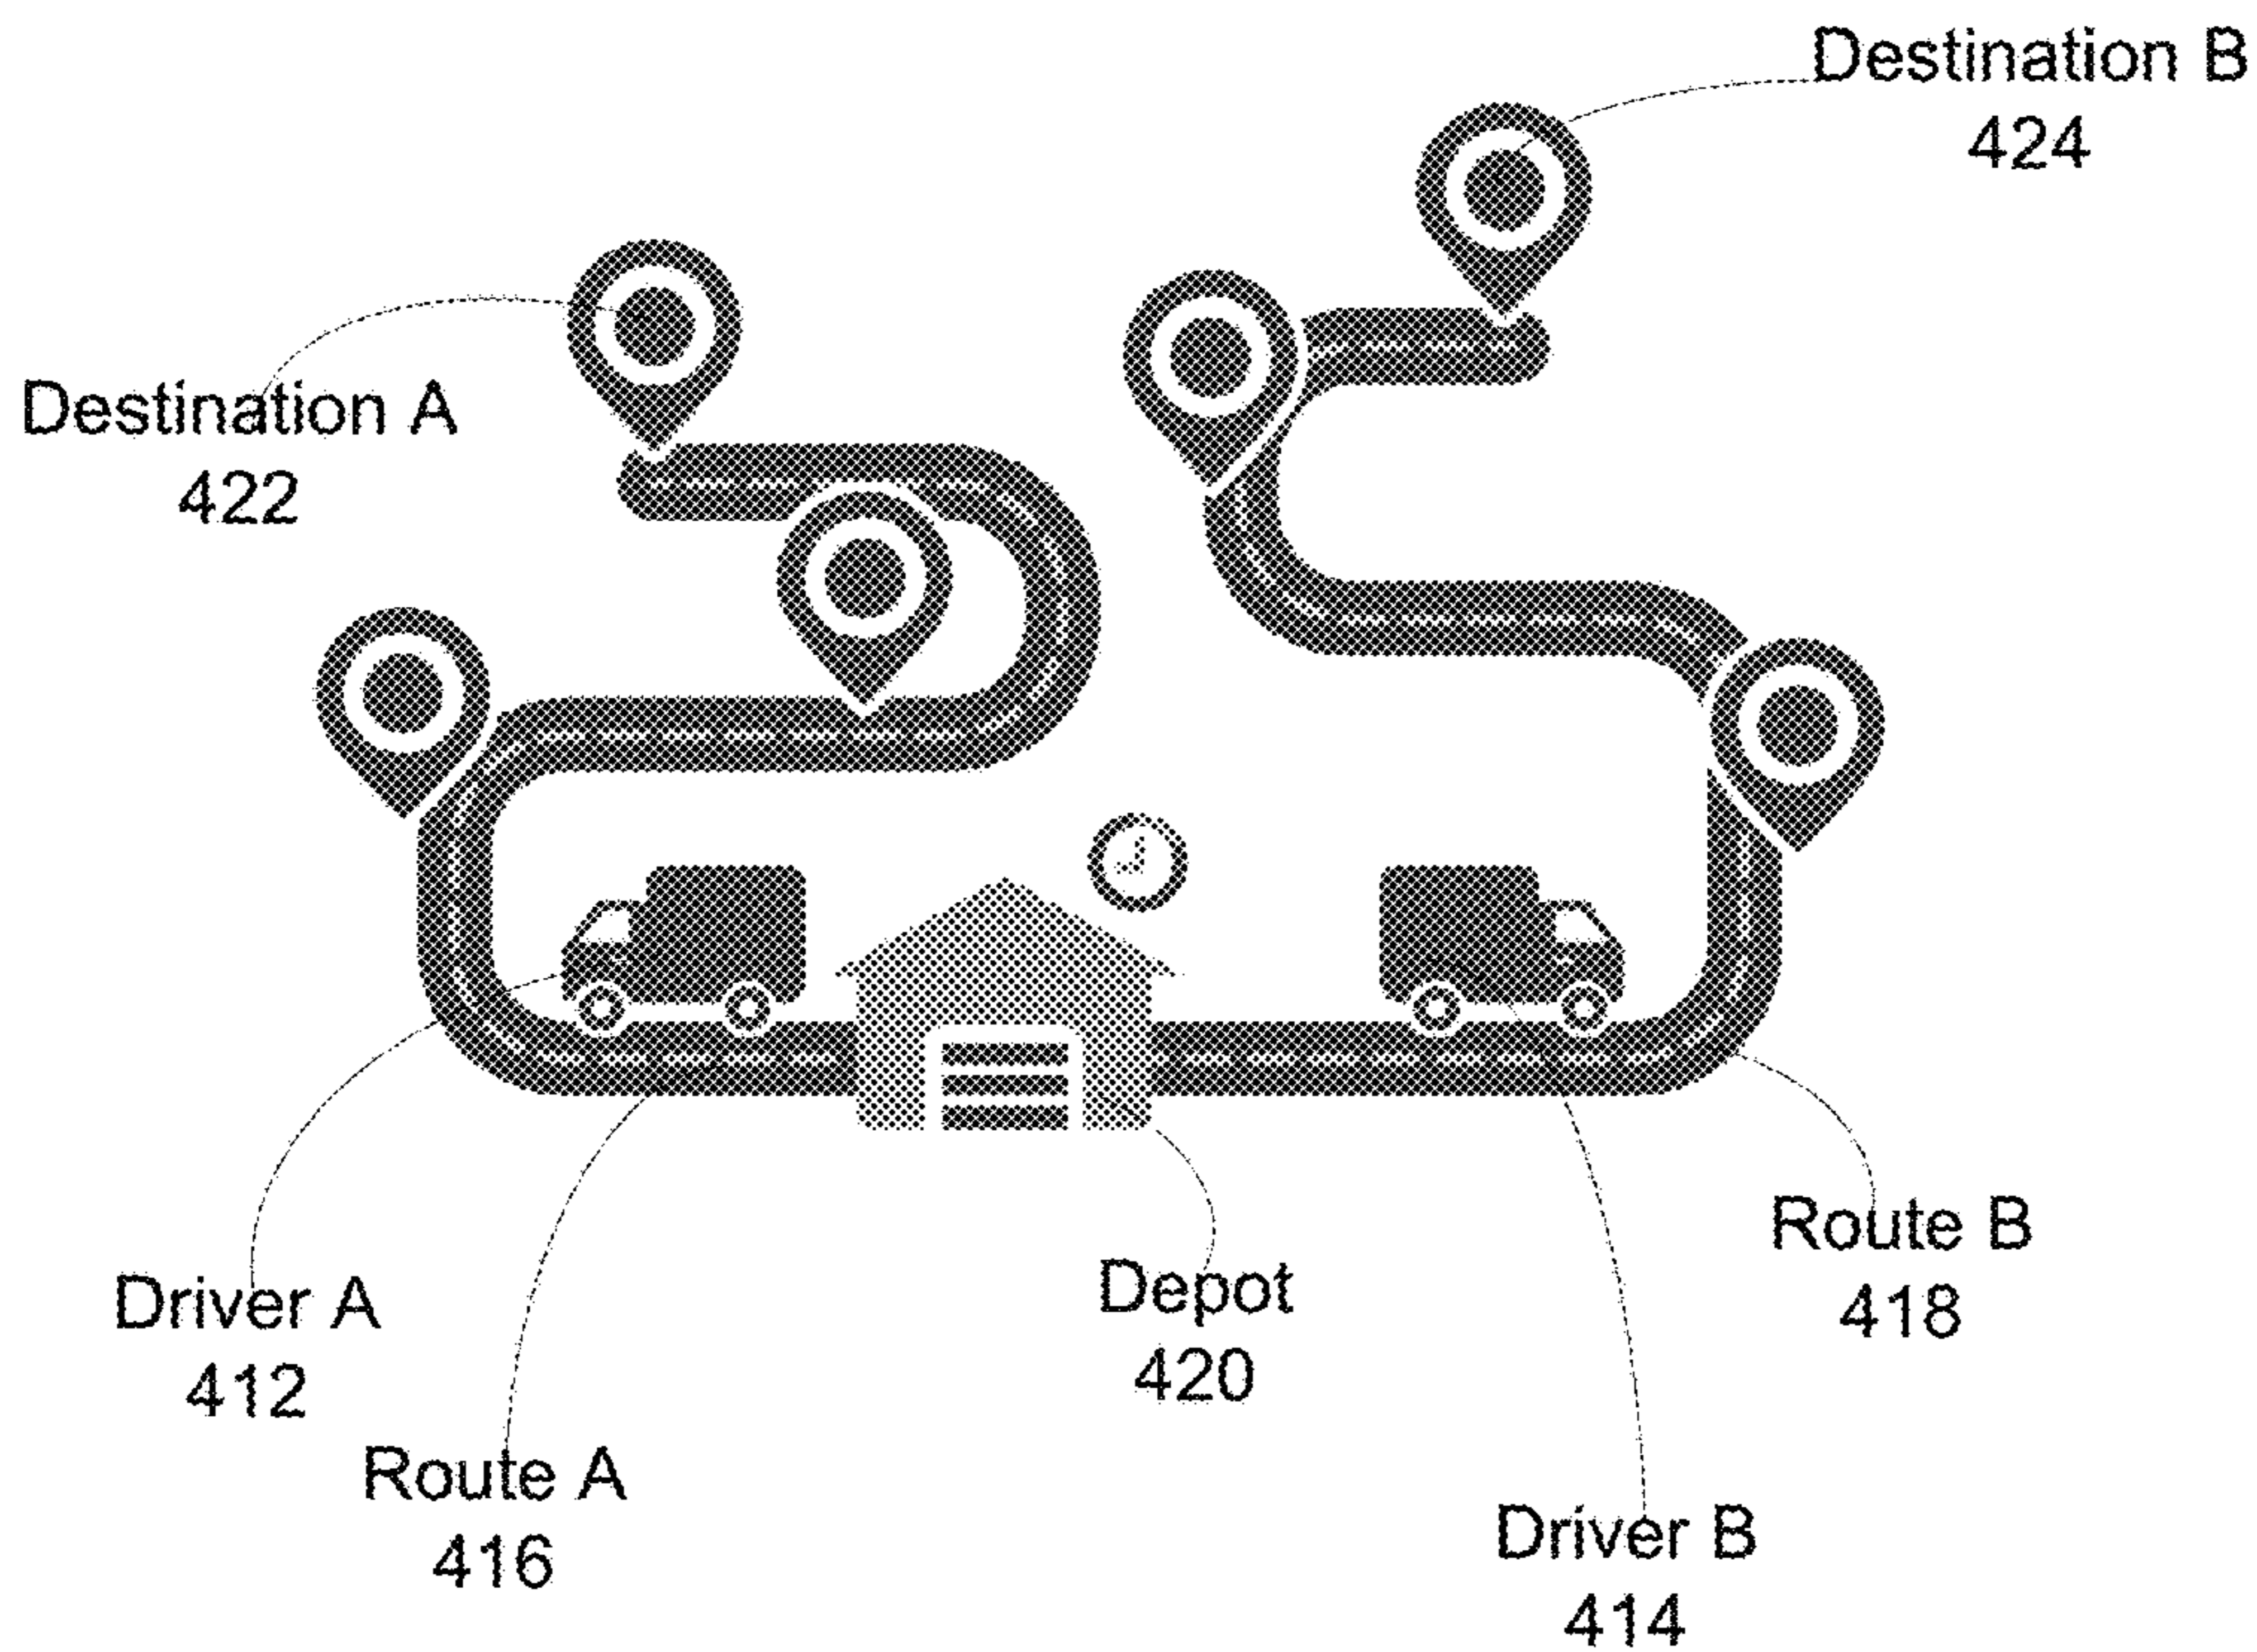 Destination B
424
Destination A
422
Route B
418
Depot
420
Driver A
412
Route A
416
Driver B
414